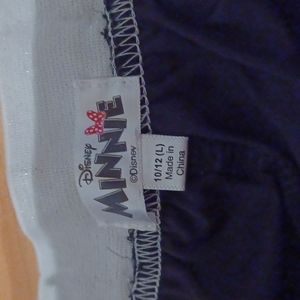 Disney
MINNIE
©Disney
10/12 (L)
Made in
China